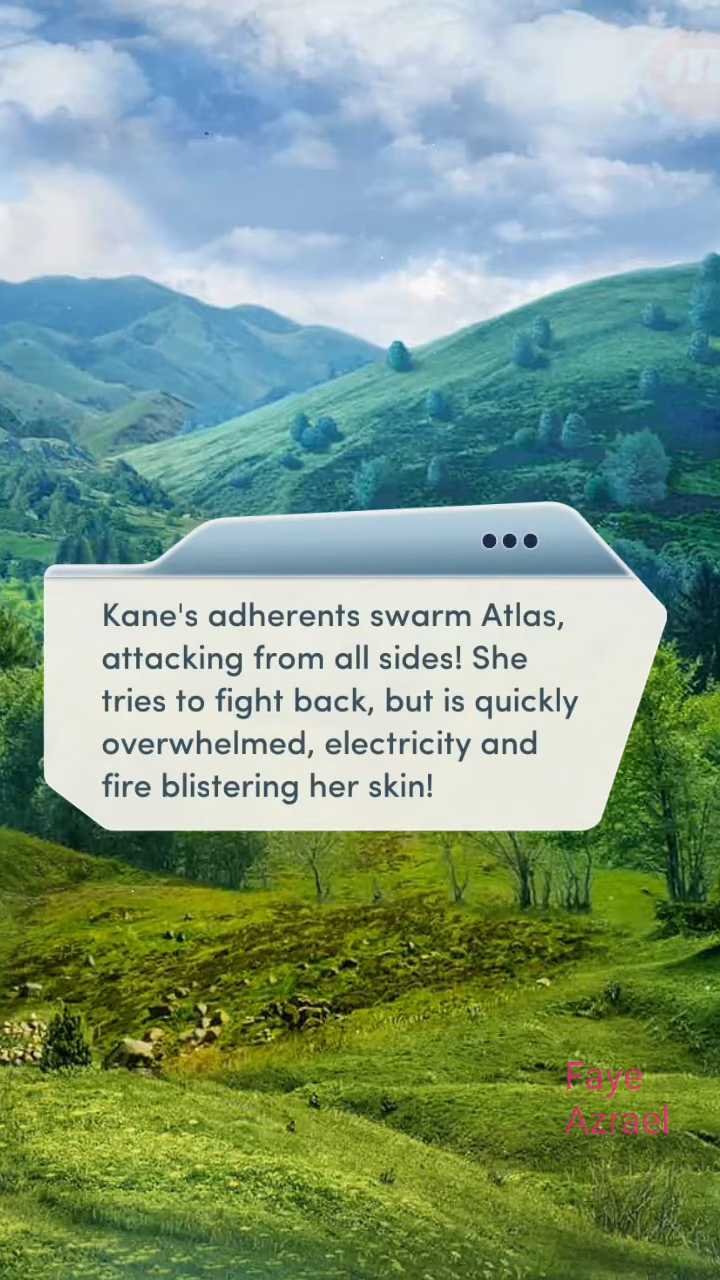 Kane's adherents swarm Atlas,
attacking from all sides! She
tries to fight back, but is quickly
overwhelmed, electricity and
fire blistering her skin!
Faye
Azrael